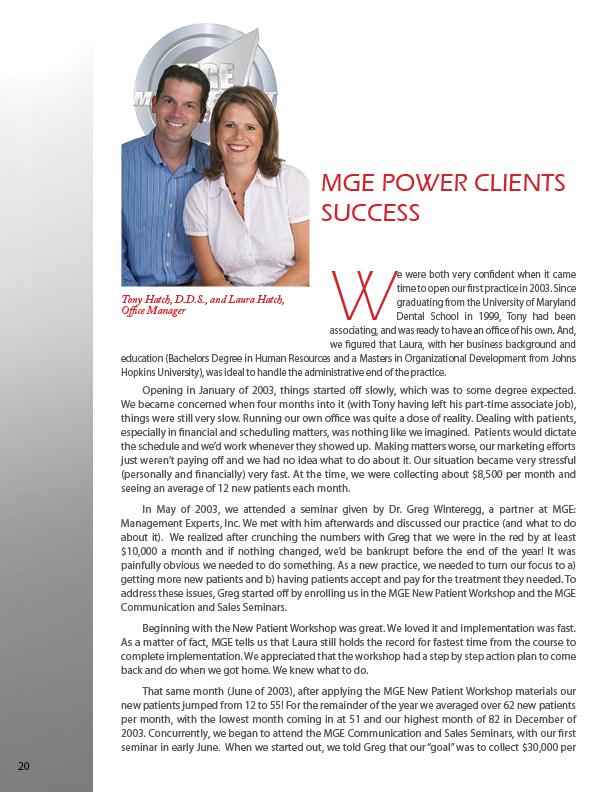 MGE
MGE POWER CLIENTS
SUCCESS
Tony Hatch, D.D.S., and Laura Hatch,
Office Manager
We were both very confident when it came
time to open our first practice in 2003. Since
graduating from the University of Maryland
Dental School in 1999, Tony had been
associating, and was ready to have an office of his own. And,
we figured that Laura, with her business background and
education (Bachelors Degree in Human Resources and a Masters in Organizational Development from Johns
Hopkins University), was ideal to handle the administrative end of the practice.
Opening in January of 2003, things started off slowly, which was to some degree expected.
We became concerned when four months into it (with Tony having left his part-time associate job),
things were still very slow. Running our own office was quite a dose of reality. Dealing with patients,
especially in financial and scheduling matters, was nothing like we imagined. Patients would dictate
the schedule and we'd work whenever they showed up. Making matters worse, our marketing efforts
just weren't paying off and we had no idea what to do about it. Our situation became very stressful
(personally and financially) very fast. At the time, we were collecting about $8,500 per month and
seeing an average of 12 new patients each month.
In May of 2003, we attended a seminar given by Dr. Greg Winteregg, a partner at MGE:
Management Experts, Inc. We met with him afterwards and discussed our practice (and what to do
about it). We realized after crunching the numbers with Greg that we were in the red by at least
$10,000 a month and if nothing changed, we'd be bankrupt before the end of the year! It was
painfully obvious we needed to do something. As a new practice, we needed to turn our focus to a)
getting more new patients and b) having patients accept and pay for the treatment they needed. To
address these issues, Greg started off by enrolling us in the MGE New Patient Workshop and the MGE
Communication and Sales Seminars.
Beginning with the New Patient Workshop was great. We loved it and implementation was fast.
As a matter of fact, MGE tells us that Laura still holds the record for fastest time from the course to
complete implementation. We appreciated that the workshop had a step by step action plan to come
back and do when we got home. We knew what to do.
That same month (June of 2003), after applying the MGE New Patient Workshop materials our
new patients jumped from 12 to 55! For the remainder of the year we averaged over 62 new patients
per month, with the lowest month coming in at 51 and our highest month of 82 in December of
2003. Concurrently, we began to attend the MGE Communication and Sales Seminars, with our first
seminar in early June. When we started out, we told Greg that our "goal" was to collect $30,000 per
20